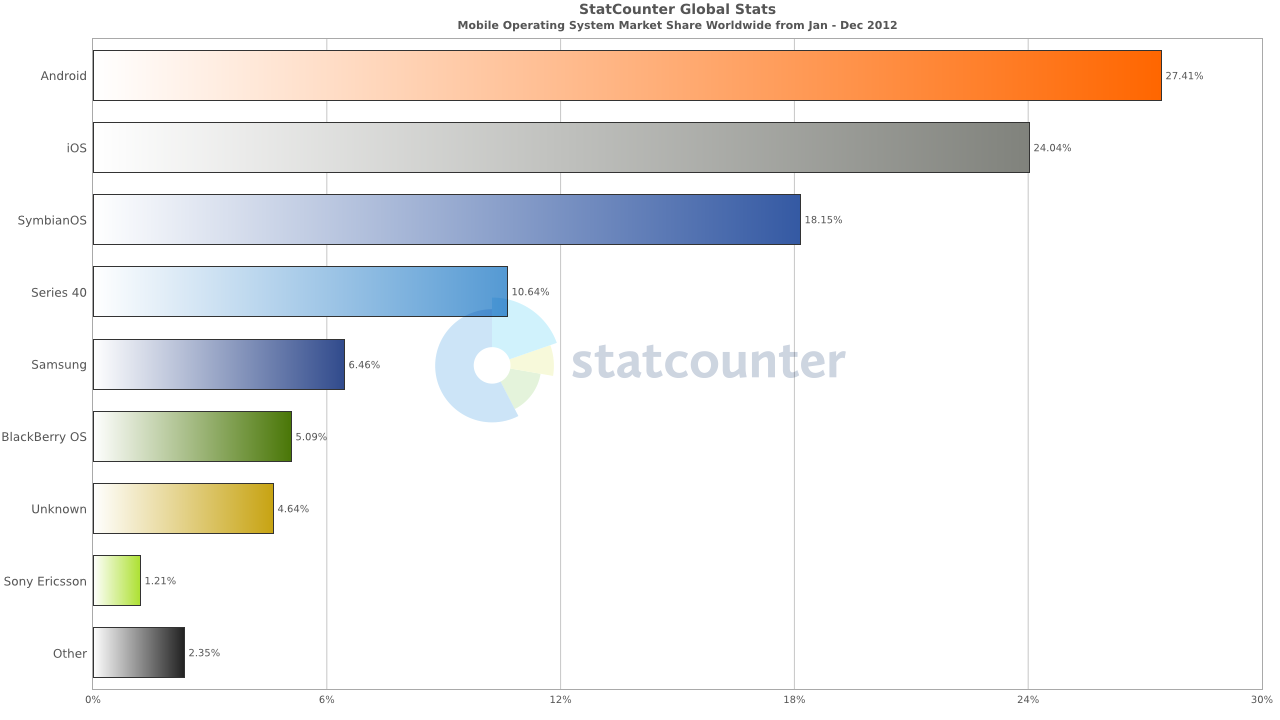 StatCounter Global Stats
Mobile Operating System Market Share Worldwide from Jan - Dec 2012
Android 27.41%
iOS 24.04%
SymbianOS 18.15%
Series 40 10.64%
statcounter
Samsung 6.46%
BlackBerry OS 5.09%
Unknown 4.64%
Sony Ericsson 1.21%
Other 2.35%
0% 6% 12% 18% 24% 30%